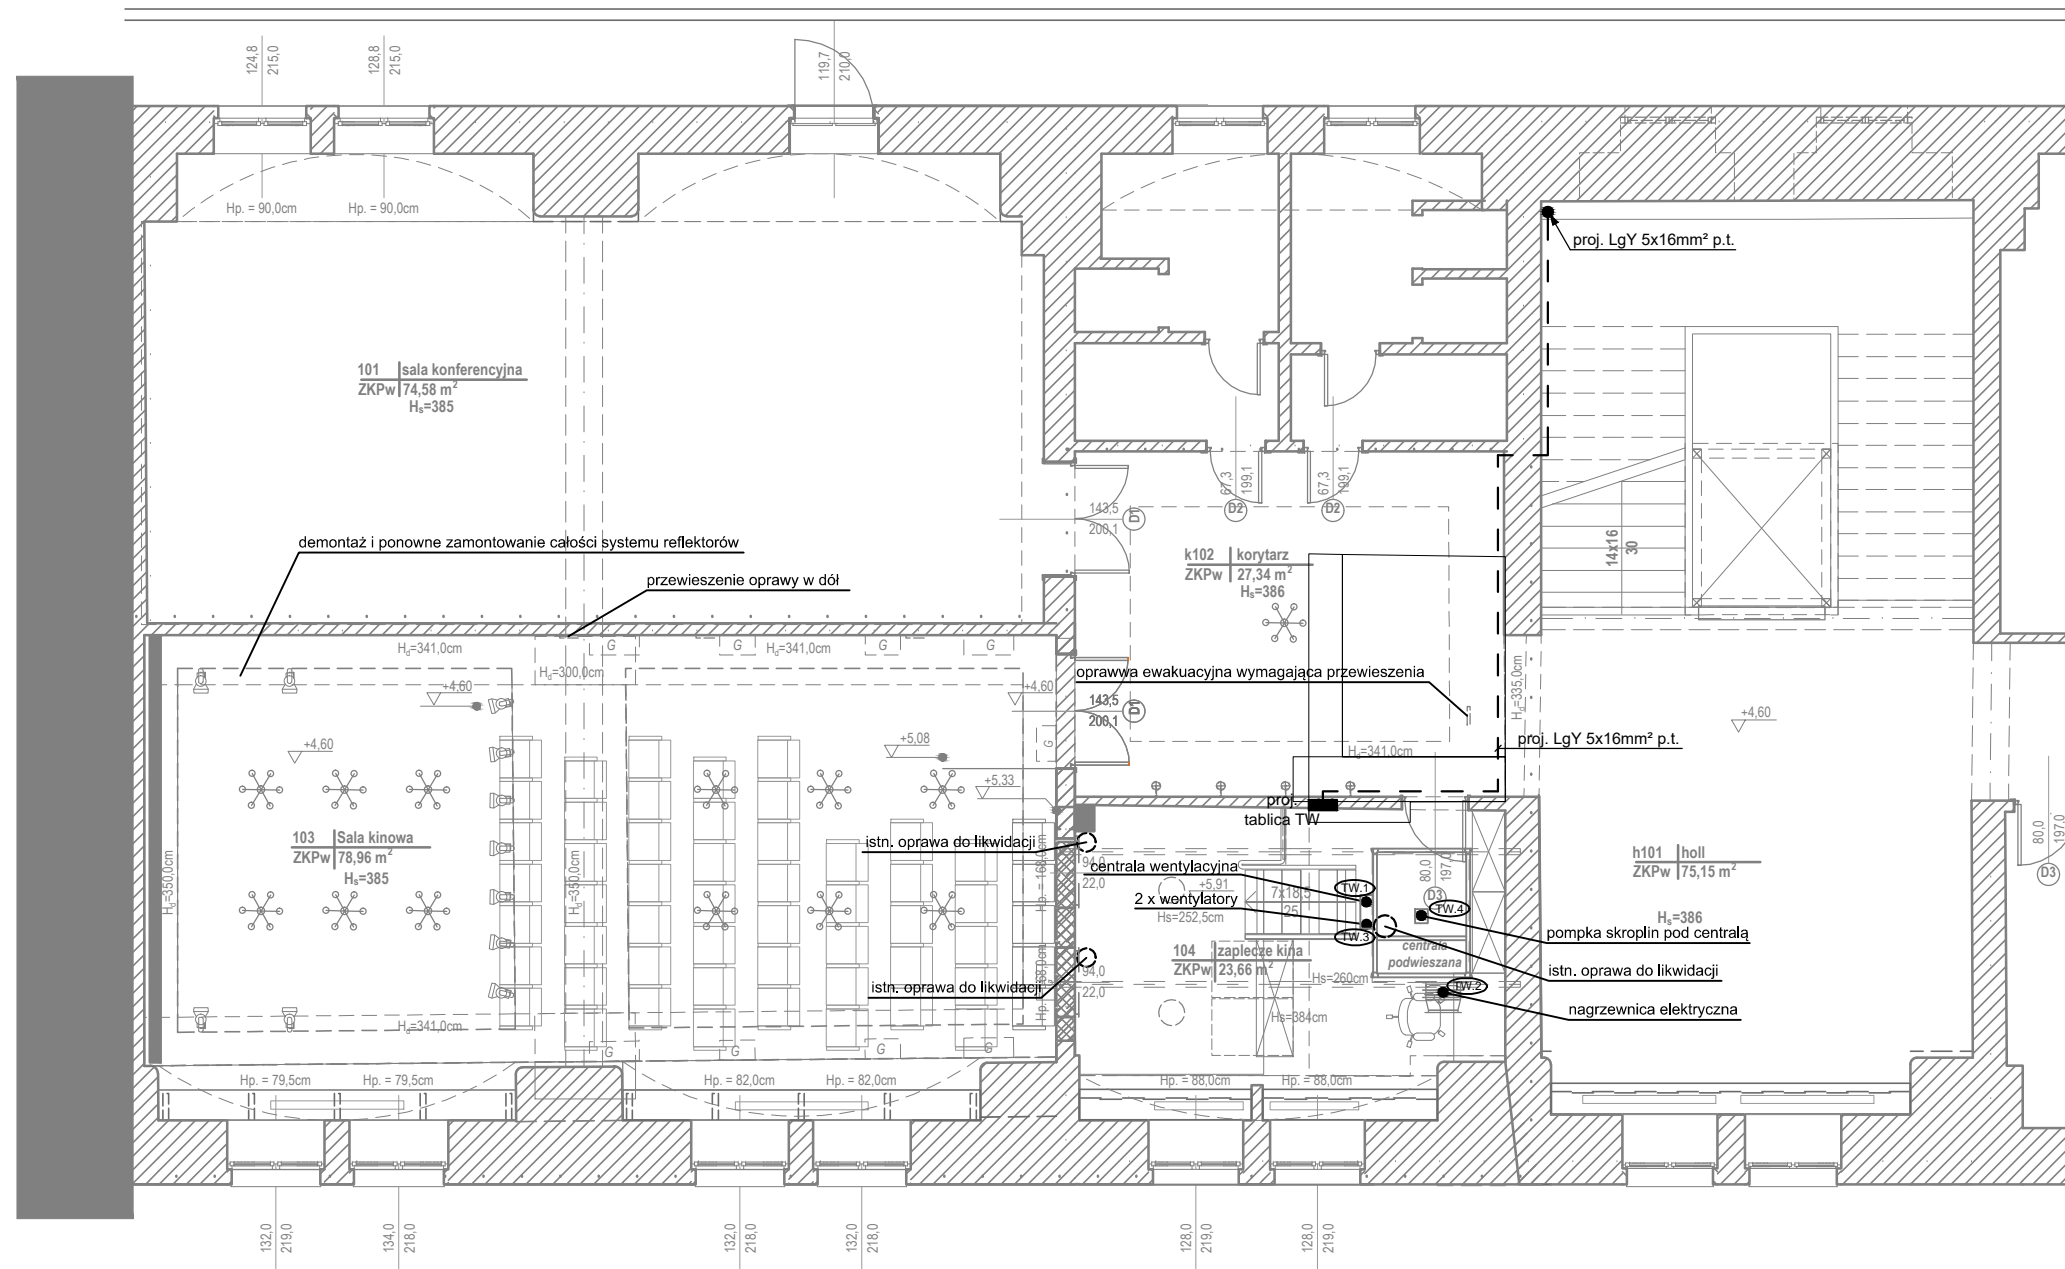 124,8
215,0
128,8
215,0
119,7
210,0
Hp. = 90,0cm
Hp. = 90,0cm
proj. LgY 5x16mm² p.t.
101 sala konferencyjna
ZKPw 74,58 m²
Hs=385
67,3
199,1
D2
67,3
199,1
D2
143,5
200,1
D1
14x16
30
demontaż i ponowne zamontowanie całości systemu reflektorów
przewieszenie oprawy w dół
k102 korytarz
ZKPw 27,34 m²
Hs=386
Hd=341,0cm
G
G
Hd=341,0cm
G
G
Hd=300,0cm
oprawwa ewakuacyjna wymagająca przewieszenia
Hd=335,0cm
+4,60
+4,60
143,5
200,1
D1
+4,60
+4,60
+5,08
G
Hd=341,0cm
proj. LgY 5x16mm² p.t.
+5,33
proj.
tablica TW
103 Sala kinowa
ZKPw 78,96 m²
Hs=385
istn. oprawa do likwidacji
94,0
22,0
centrala wentylacyjna
80,0
197,0
D3
h101 holl
ZKPw 75,15 m²
Hs=386
80,0
197,0
D3
Hd=350,0cm
Hd=350,0cm
+5,91
7x18,5
25
TW.1
2 x wentylatory
Hs=252,5cm
TW.4
TW.3
pompka skroplin pod centralą
centrala
podwieszana
104 zaplecze kina
ZKPw 23,66 m²
istn. oprawa do likwidacji
94,0
22,0
Hs=260cm
istn. oprawa do likwidacji
TW.2
nagrzewnica elektryczna
Hs=384cm
Hd=341,0cm
G
G
G
G
Hp. = 79,5cm
Hp. = 79,5cm
Hp. = 82,0cm
Hp. = 82,0cm
Hp. = 88,0cm
Hp. = 88,0cm
132,0
219,0
134,0
218,0
132,0
218,0
132,0
218,0
128,0
219,0
128,0
219,0